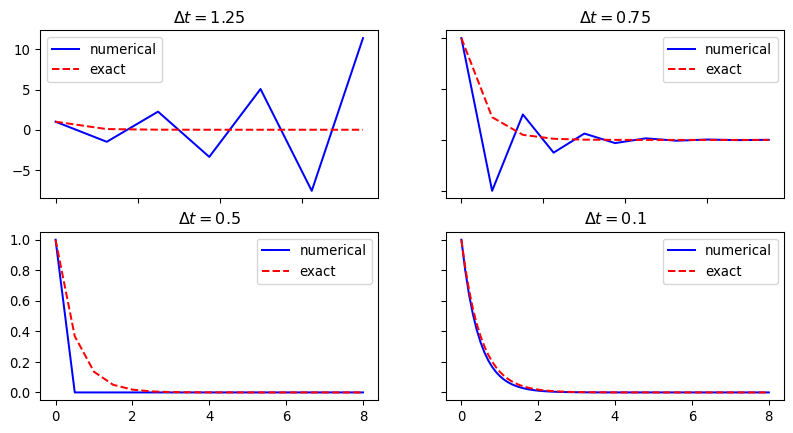 Δt = 1.25
10
5
0
−5
numerical
exact
Δt = 0.75
numerical
exact
Δt = 0.5
1.0
0.8
0.6
0.4
0.2
0.0
numerical
exact
0 2 4 6 8
Δt = 0.1
numerical
exact
0 2 4 6 8